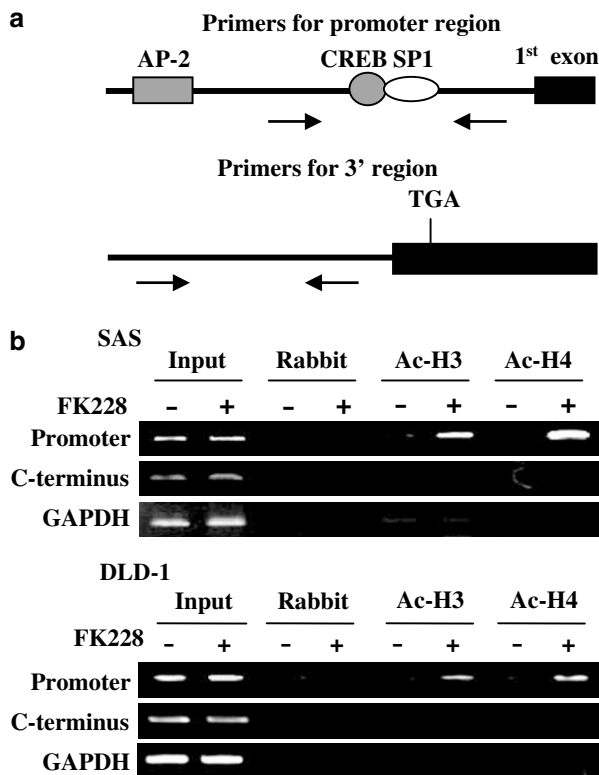 a
Primers for promoter region
AP-2 CREB SP1 1st exon
Primers for 3' region
TGA
b
SAS
Input Rabbit Ac-H3 Ac-H4
FK228 – + – + – + – +
Promoter
C-terminus
GAPDH
DLD-1
Input Rabbit Ac-H3 Ac-H4
FK228 – + – + – + – +
Promoter
C-terminus
GAPDH